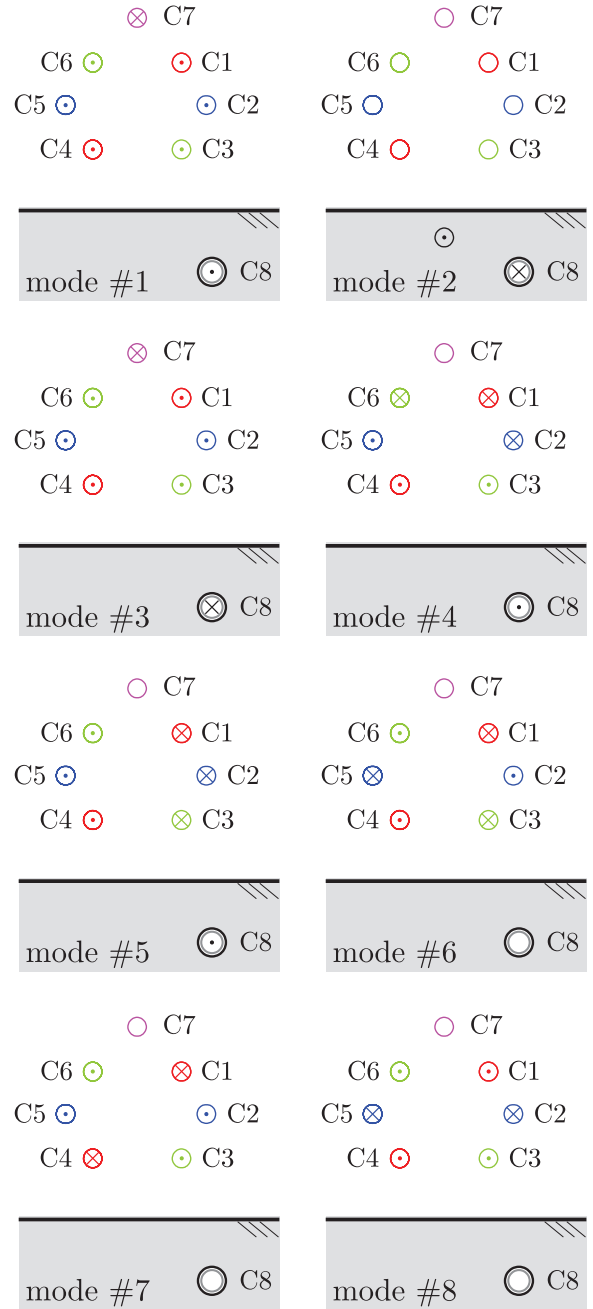 C7 C7
C6 C1 C6 C1
C5 C2 C5 C2
C4 C3 C4 C3
mode #1 C8 mode #2 C8
C7 C7
C6 C1 C6 C1
C5 C2 C5 C2
C4 C3 C4 C3
mode #3 C8 mode #4 C8
C7 C7
C6 C1 C6 C1
C5 C2 C5 C2
C4 C3 C4 C3
mode #5 C8 mode #6 C8
C7 C7
C6 C1 C6 C1
C5 C2 C5 C2
C4 C3 C4 C3
mode #7 C8 mode #8 C8